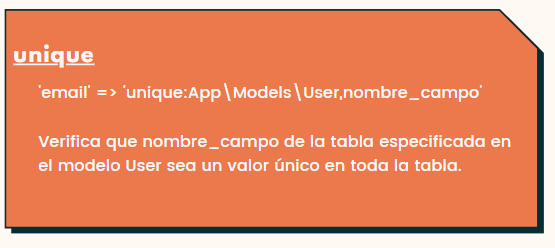 unique
'email' => 'unique:App\Models\User,nombre_campo'
Verifica que nombre_campo de la tabla especificada en
el modelo User sea un valor único en toda la tabla.